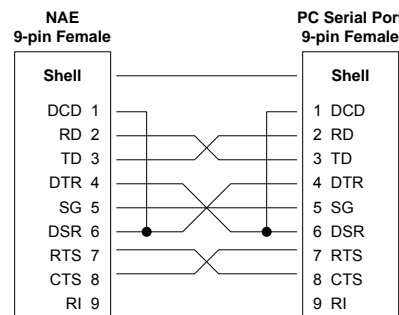 NAE
9-pin Female
PC Serial Por
9-pin Female
Shell
Shell
DCD 1
1 DCD
RD 2
2 RD
TD 3
3 TD
DTR 4
4 DTR
SG 5
5 SG
DSR 6
6 DSR
RTS 7
7 RTS
CTS 8
8 CTS
RI 9
9 RI